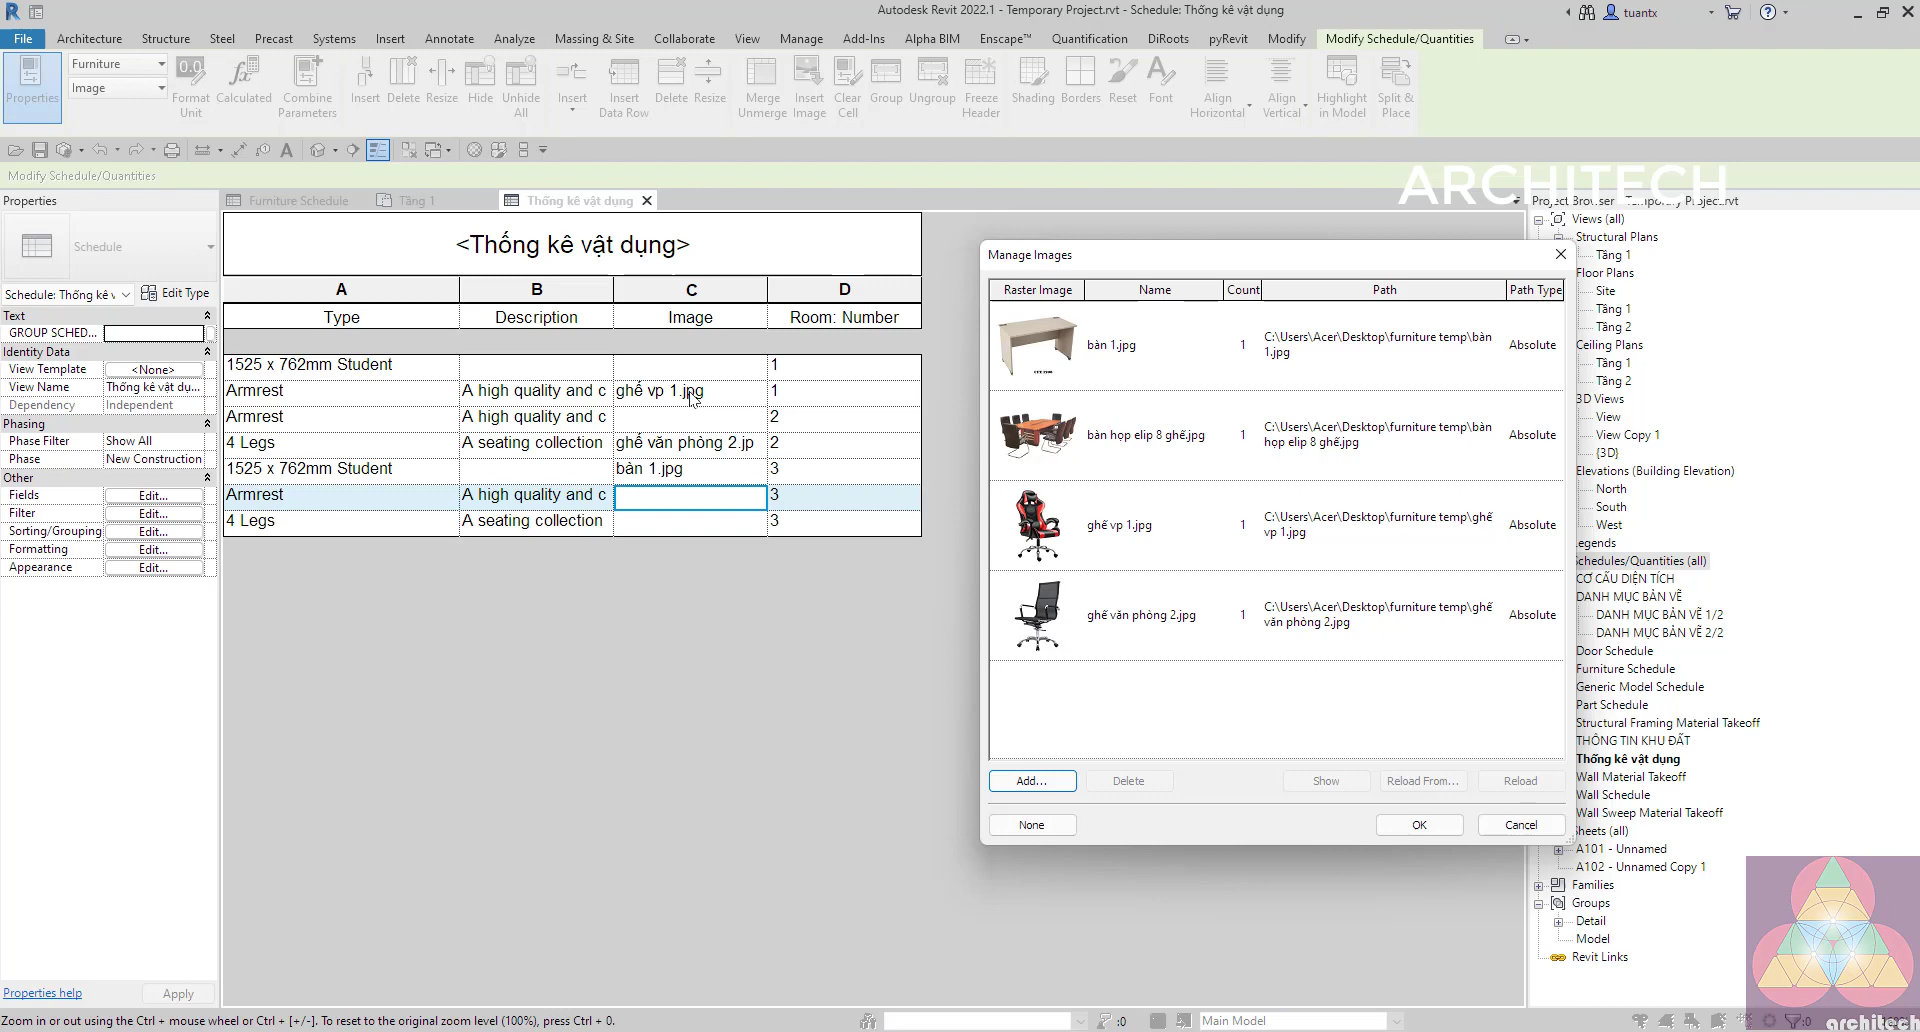 Autodesk Revit 2022.1 - Temporary Project.rvt - Schedule: Thống kê vật dụng
tuantx
File Architecture Structure Steel Precast Systems Insert Annotate Analyze Massing & Site Collaborate View Manage Add-Ins Alpha BIM Enscape™ Quantification DiRoots pyRevit Modify Modify Schedule/Quantities
Properties
Furniture
Image
Format Unit
Calculated
Combine Parameters
Insert
Delete
Resize
Hide
Unhide All
Insert
Insert Data Row
Delete
Resize
Merge Unmerge
Insert Image
Clear Cell
Group
Ungroup
Freeze Header
Shading
Borders
Reset
Font
Align Horizontal
Align Vertical
Highlight in Model
Split & Place
Modify Schedule/Quantities
ARCHITECH
Properties
Furniture Schedule
Tầng 1
Thống kê vật dụng
Schedule
Edit Type
Text
GROUP SCHED...
Identity Data
View Template <None>
View Name Thống kê vật dụ...
Dependency Independent
Phasing
Phase Filter Show All
Phase New Construction
Other
Fields Edit...
Filter Edit...
Sorting/Grouping Edit...
Formatting Edit...
Appearance Edit...
Properties help
Apply
<Thống kê vật dụng>
A B C D
Type Description Image Room: Number
1525 x 762mm Student 1
Armrest A high quality and c ghế vp 1.jpg 1
Armrest A high quality and c 2
4 Legs A seating collection ghế văn phòng 2.jp 2
1525 x 762mm Student bàn 1.jpg 3
Armrest A high quality and c 3
4 Legs A seating collection 3
Manage Images
Raster Image Name Count Path Path Type
bàn 1.jpg 1 C:\Users\Acer\Desktop\furniture temp\bàn
1.jpg Absolute
bàn họp elip 8 ghế.jpg 1 C:\Users\Acer\Desktop\furniture temp\bàn
họp elip 8 ghế.jpg Absolute
ghế vp 1.jpg 1 C:\Users\Acer\Desktop\furniture temp\ghế
vp 1.jpg Absolute
ghế văn phòng 2.jpg 1 C:\Users\Acer\Desktop\furniture temp\ghế
văn phòng 2.jpg Absolute
Add... Delete Show Reload From... Reload
None OK Cancel
Views (all)
Structural Plans
Tầng 1
Floor Plans
Site
Tầng 1
Tầng 2
Ceiling Plans
Tầng 1
Tầng 2
3D Views
View
View Copy 1
{3D}
Elevations (Building Elevation)
North
South
West
Legends
Schedules/Quantities (all)
CƠ CẤU DIỆN TÍCH
DANH MỤC BẢN VẼ
DANH MỤC BẢN VẼ 1/2
DANH MỤC BẢN VẼ 2/2
Door Schedule
Furniture Schedule
Generic Model Schedule
Part Schedule
Structural Framing Material Takeoff
THÔNG TIN KHU ĐẤT
Thống kê vật dụng
Wall Material Takeoff
Wall Schedule
Wall Sweep Material Takeoff
Sheets (all)
A101 - Unnamed
A102 - Unnamed Copy 1
Families
Groups
Detail
Model
Revit Links
Zoom in or out using the Ctrl + mouse wheel or Ctrl + [+/-]. To reset to the original zoom level (100%), press Ctrl + 0.
:0
Main Model
:0
architech